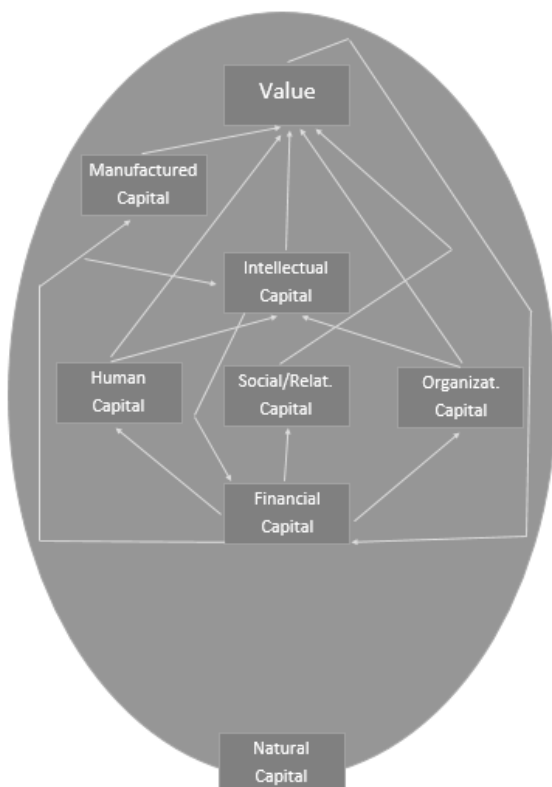 Value
Manufactured
Capital
Intellectual
Capital
Human
Capital
Social/Relat.
Capital
Organizat.
Capital
Financial
Capital
Natural
Capital